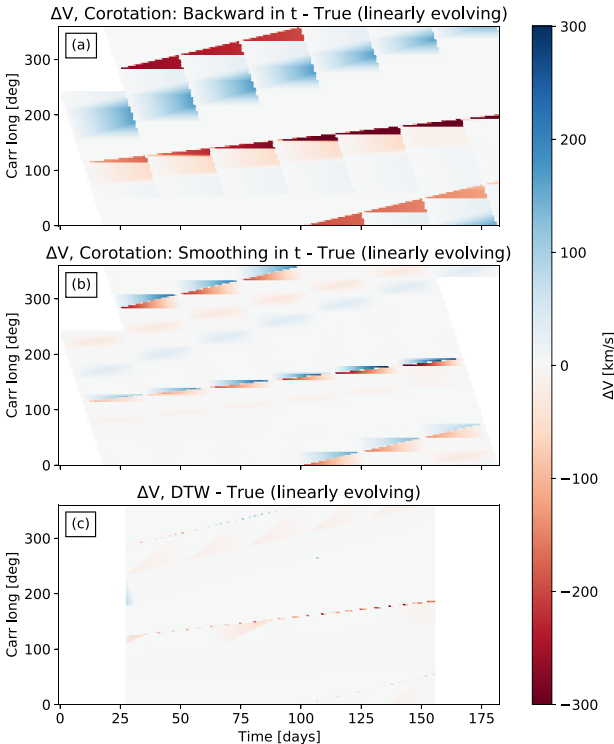 ΔV, Corotation: Backward in t - True (linearly evolving)
(a)
Carr long [deg]
300
200
100
0
ΔV, Corotation: Smoothing in t - True (linearly evolving)
(b)
Carr long [deg]
300
200
100
0
ΔV, DTW - True (linearly evolving)
(c)
Carr long [deg]
300
200
100
0
0 25 50 75 100 125 150 175
Time [days]
300
200
100
0
−100
−200
−300
ΔV [km/s]